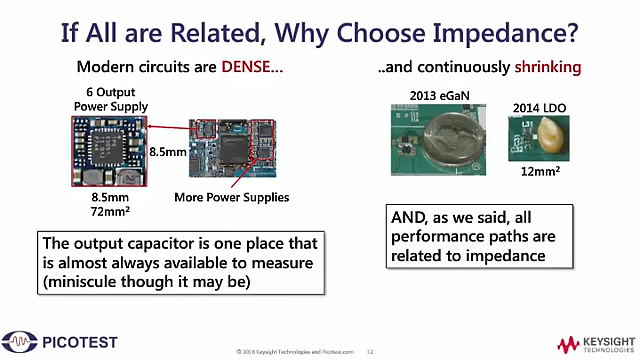 If All are Related, Why Choose Impedance?
Modern circuits are DENSE...
6 Output
Power Supply
8.5mm
8.5mm
72mm²
More Power Supplies
The output capacitor is one place that
is almost always available to measure
(miniscule though it may be)
..and continuously shrinking
2013 eGaN
2014 LDO
L31
12mm²
AND, as we said, all
performance paths are
related to impedance
PICOTEST
© 2018 Keysight Technologies and Picotest.com
12
KEYSIGHT
TECHNOLOGIES